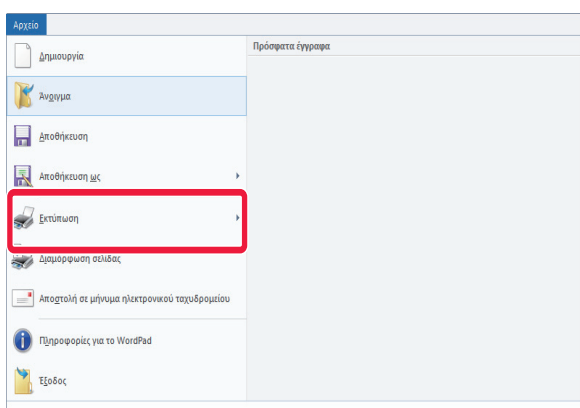 Αρχείο
Πρόσφατα έγγραφα
Δημιουργία
Άνοιγμα
Αποθήκευση
Αποθήκευση ως
Εκτύπωση
Διαμόρφωση σελίδας
Αποστολή σε μήνυμα ηλεκτρονικού ταχυδρομείου
Πληροφορίες για το WordPad
Έξοδος